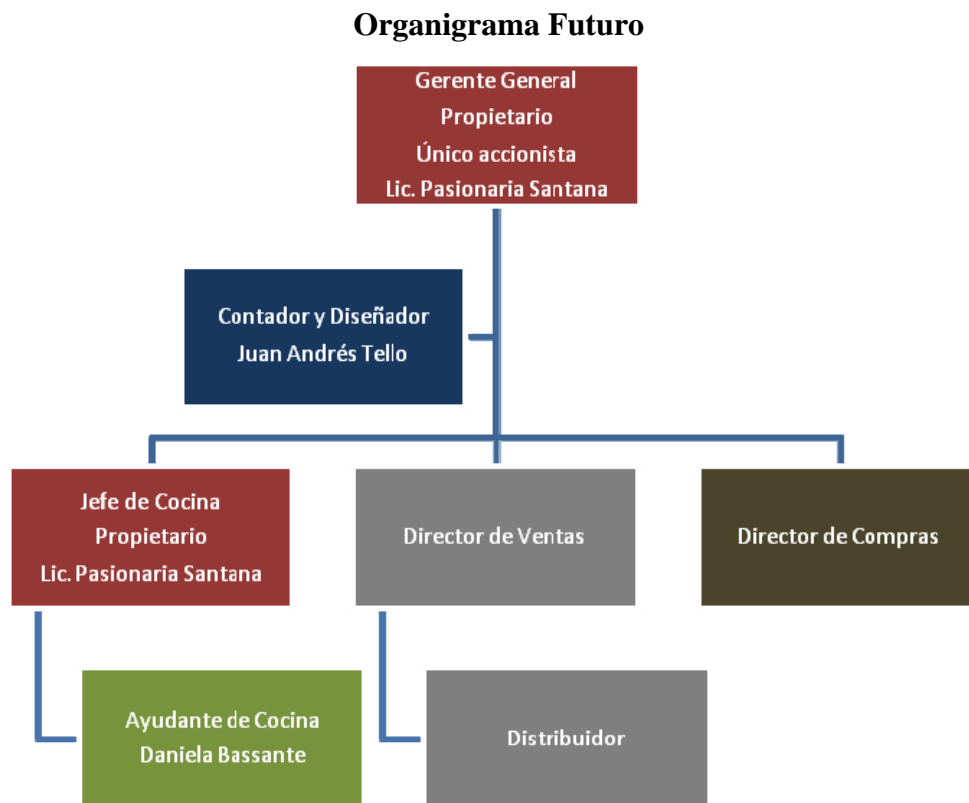 Organigrama Futuro
Gerente General
Propietario
Único accionista
Lic. Pasionaria Santana
Contador y Diseñador
Juan Andrés Tello
Jefe de Cocina
Propietario
Lic. Pasionaria Santana
Director de Ventas
Director de Compras
Ayudante de Cocina
Daniela Bassante
Distribuidor